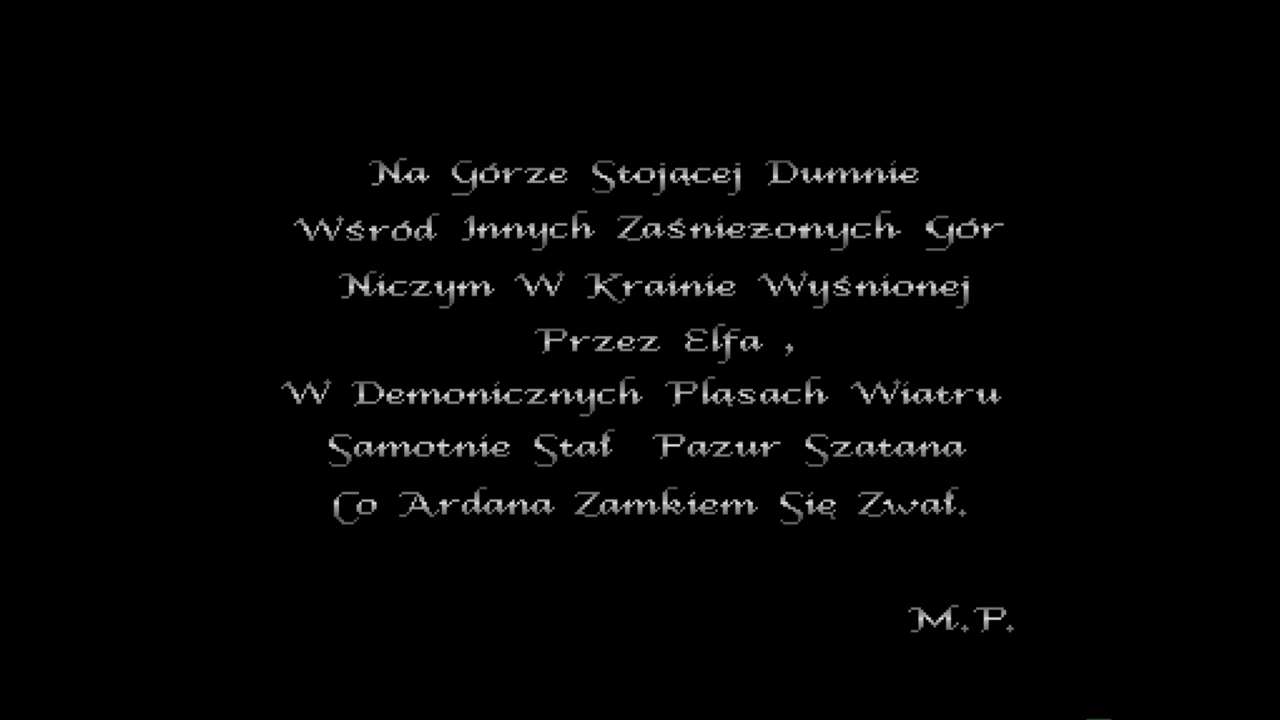 Na Górze Stojącej Dumnie
Wśród Innych Zaśniezonych Gór
Niczym W Krainie Wyśnionej
Przez Elfa ,
W Demonicznych Pląsach Wiatru
Samotnie Stał Pazur Szatana
Co Ardana Zamkiem Się Zwał.
M.P.